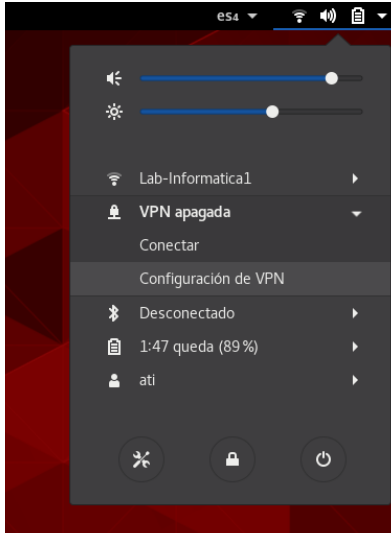 es4
Lab-Informatica1
VPN apagada
Conectar
Configuración de VPN
Desconectado
1:47 queda (89 %)
ati